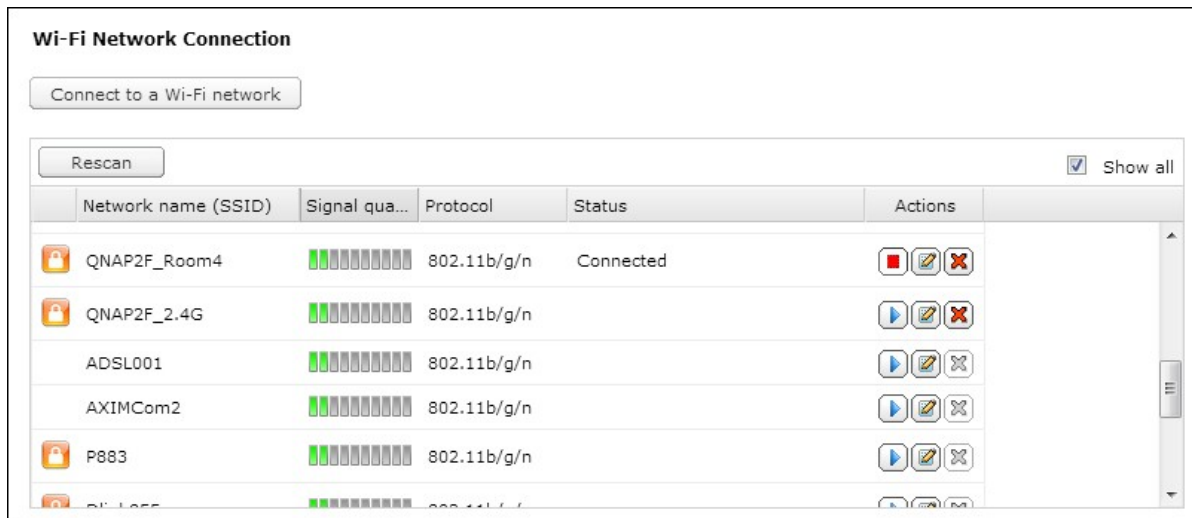 Wi-Fi Network Connection
Connect to a Wi-Fi network
Rescan
Show all
Network name (SSID) Signal qua... Protocol Status Actions
QNAP2F_Room4 802.11b/g/n Connected
QNAP2F_2.4G 802.11b/g/n
ADSL001 802.11b/g/n
AXIMCom2 802.11b/g/n
P883 802.11b/g/n